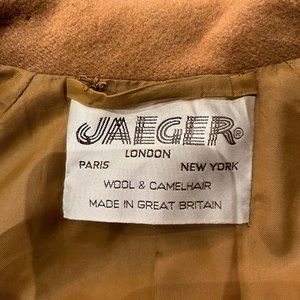 JAEGER®
LONDON
PARIS NEW YORK
WOOL & CAMELHAIR
MADE IN GREAT BRITAIN